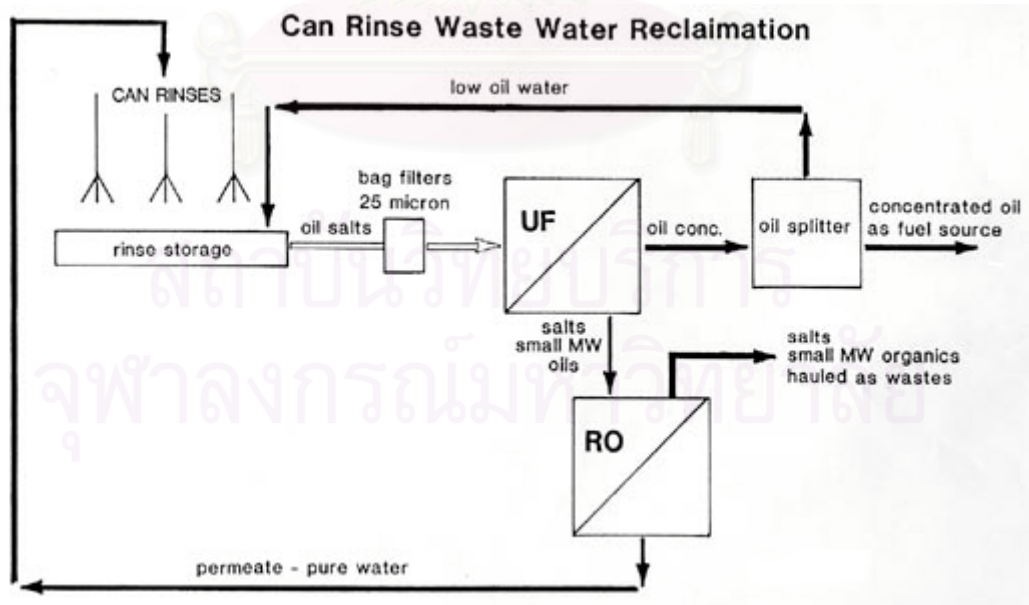 Can Rinse Waste Water Reclaimation
low oil water
CAN RINSES
bag filters
25 micron
oil salts
rinse storage
UF
oil conc.
oil splitter
concentrated oil
as fuel source
salts
small MW
oils
salts
small MW organics
hauled as wastes
RO
permeate - pure water
สถาบันวิทยบริการ
จุฬาลงกรณ์มหาวิทยาลัย